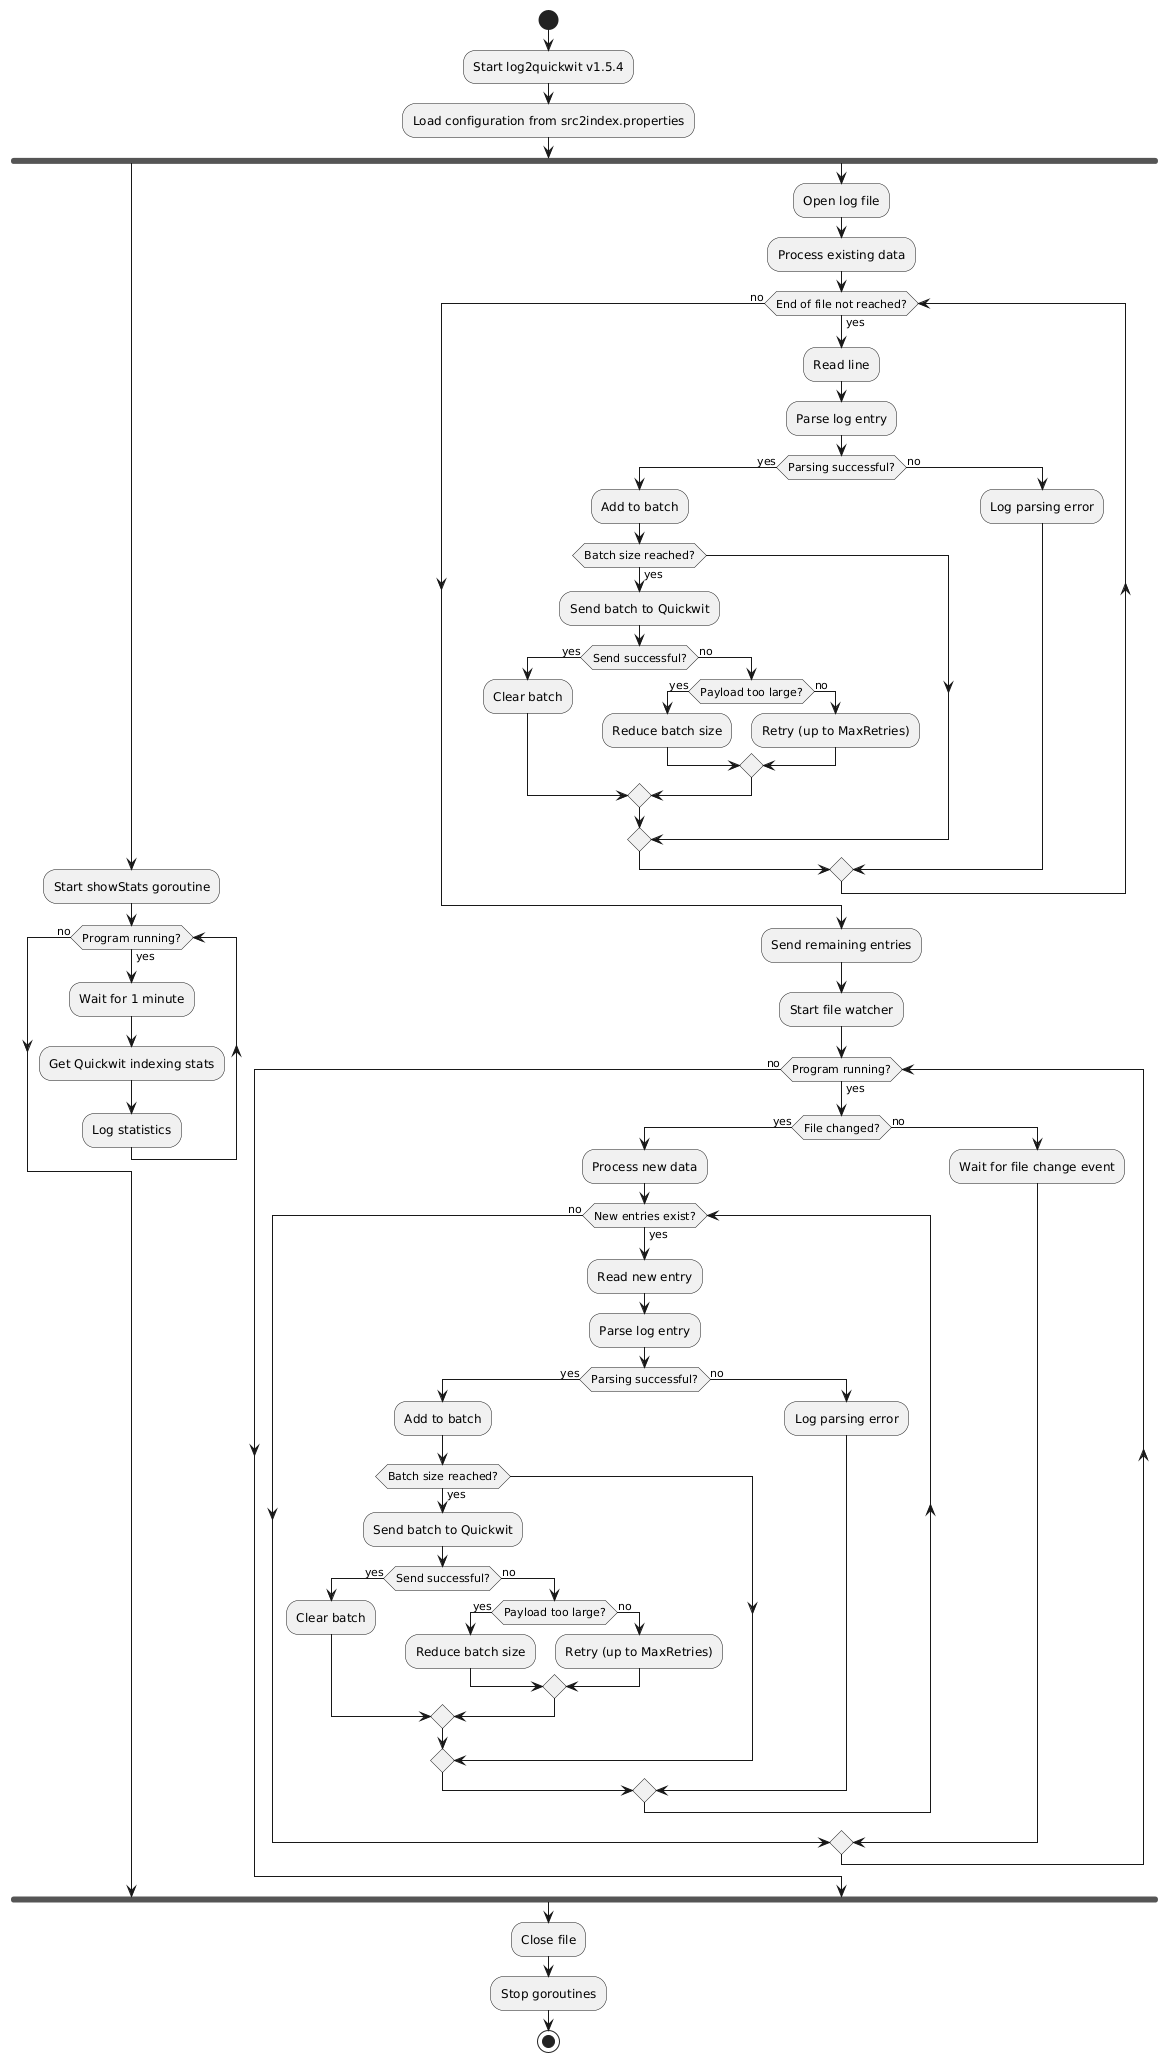 Start log2quickwit v1.5.4
Load configuration from src2index.properties
Open log file
Process existing data
no
End of file not reached?
yes
Read line
Parse log entry
yes
Parsing successful?
no
Add to batch
Log parsing error
Batch size reached?
yes
Send batch to Quickwit
yes
Send successful?
no
Clear batch
yes
Payload too large?
no
Reduce batch size
Retry (up to MaxRetries)
Start showStats goroutine
no
Program running?
yes
Wait for 1 minute
Get Quickwit indexing stats
Log statistics
Send remaining entries
Start file watcher
no
Program running?
yes
yes
File changed?
no
Process new data
Wait for file change event
no
New entries exist?
yes
Read new entry
Parse log entry
yes
Parsing successful?
no
Add to batch
Log parsing error
Batch size reached?
yes
Send batch to Quickwit
yes
Send successful?
no
Clear batch
yes
Payload too large?
no
Reduce batch size
Retry (up to MaxRetries)
Close file
Stop goroutines